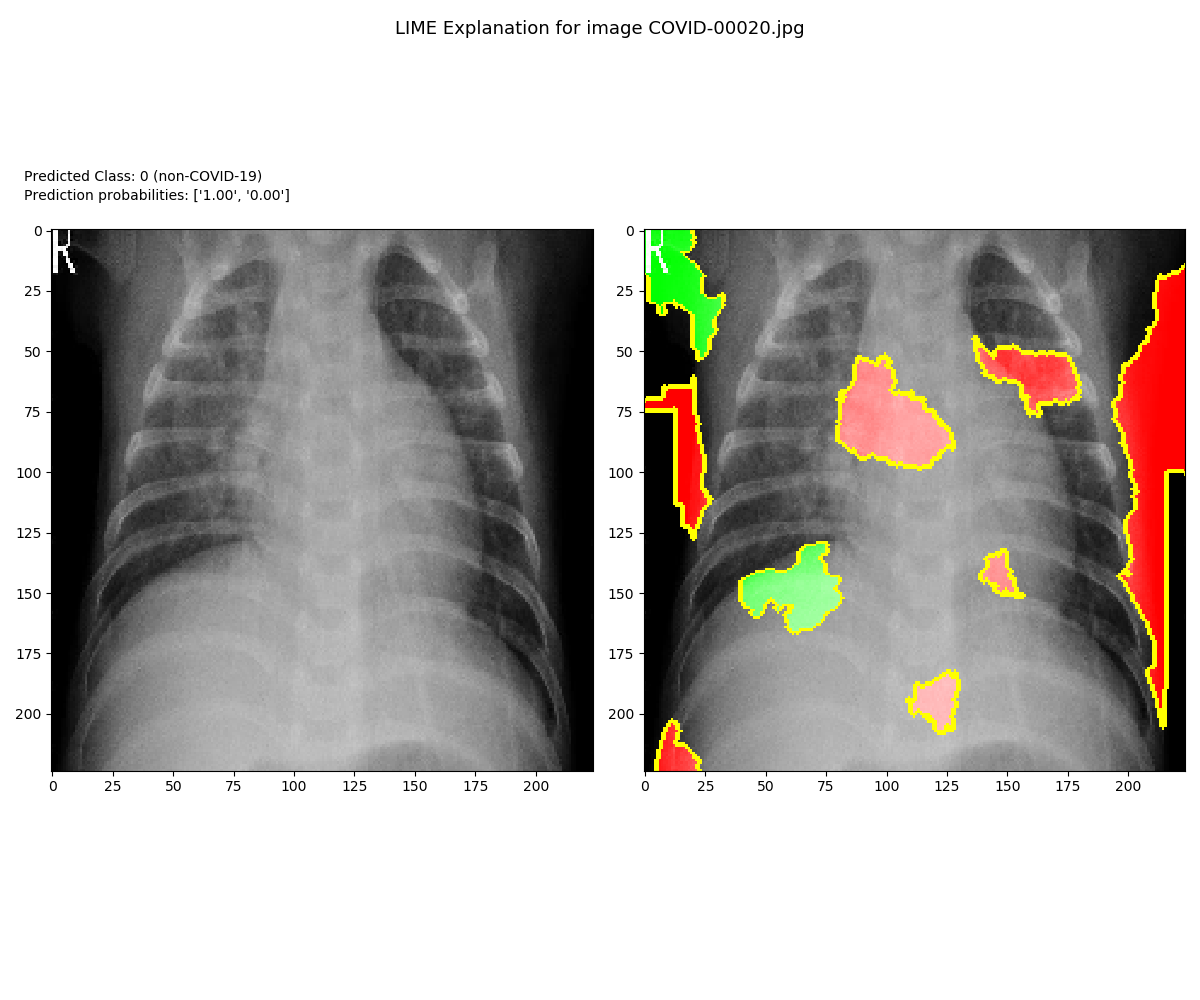 LIME Explanation for image COVID-00020.jpg
Predicted Class: 0 (non-COVID-19)
Prediction probabilities: ['1.00', '0.00']
0
25
50
75
100
125
150
175
200
0 25 50 75 100 125 150 175 200
R
0
25
50
75
100
125
150
175
200
0 25 50 75 100 125 150 175 200
R